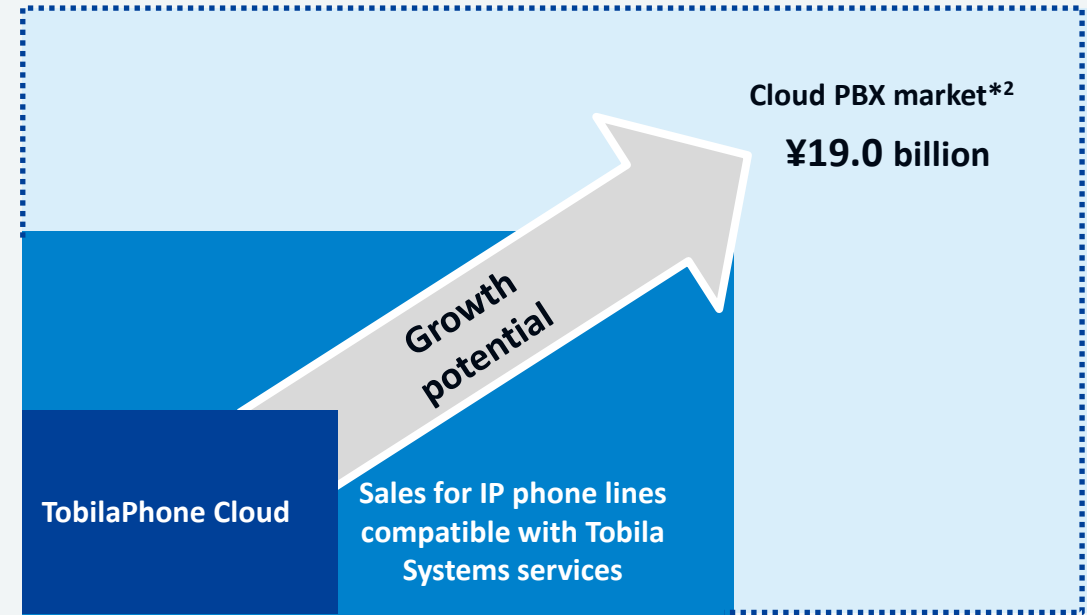 Cloud PBX market*2
¥19.0 billion
Growth
potential
TobilaPhone Cloud
Sales for IP phone lines
compatible with Tobila
Systems services